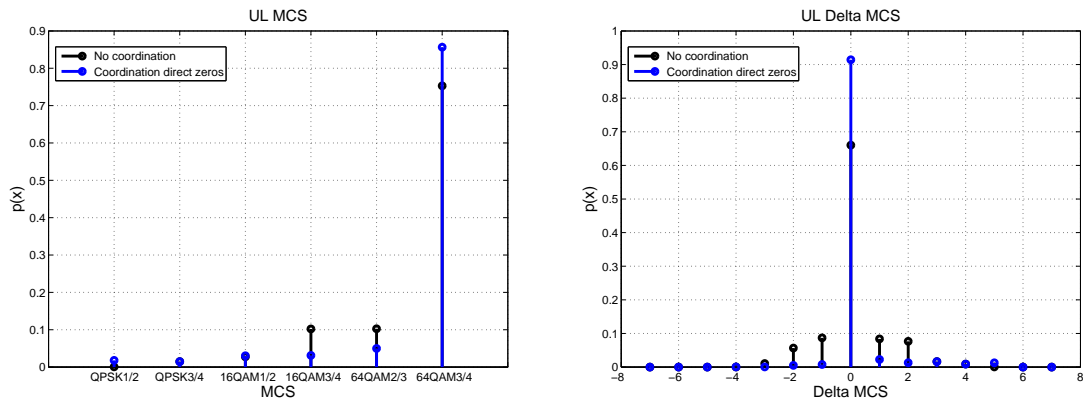 UL MCS
0.9
0.8
0.7
0.6
0.5
0.4
0.3
0.2
0.1
0
p(x)
No coordination
Coordination direct zeros
QPSK1/2 QPSK3/4 16QAM1/2 16QAM3/4 64QAM2/3 64QAM3/4
MCS
UL Delta MCS
1
0.9
0.8
0.7
0.6
0.5
0.4
0.3
0.2
0.1
0
p(x)
No coordination
Coordination direct zeros
−8 −6 −4 −2 0 2 4 6 8
Delta MCS